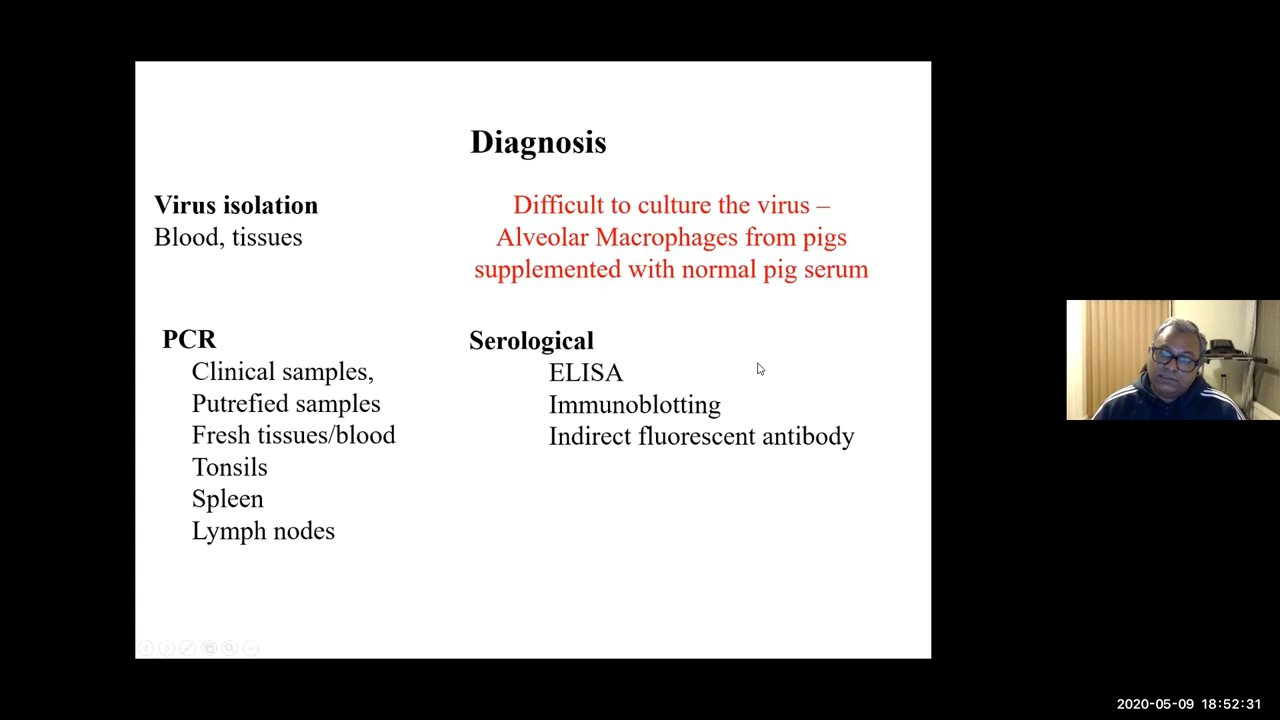 Diagnosis
Virus isolation
Blood, tissues
Difficult to culture the virus –
Alveolar Macrophages from pigs
supplemented with normal pig serum
PCR
Clinical samples,
Putrefied samples
Fresh tissues/blood
Tonsils
Spleen
Lymph nodes
Serological
ELISA
Immunoblotting
Indirect fluorescent antibody
2020-05-09 18:52:31